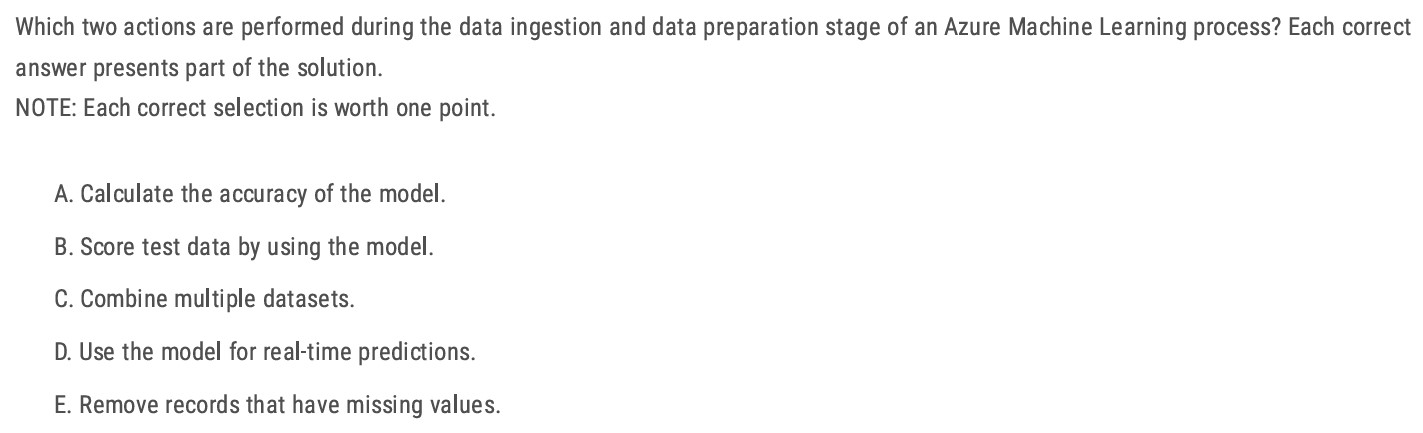 Which two actions are performed during the data ingestion and data preparation stage of an Azure Machine Learning process? Each correct
answer presents part of the solution.
NOTE: Each correct selection is worth one point.
A. Calculate the accuracy of the model.
B. Score test data by using the model.
C. Combine multiple datasets.
D. Use the model for real-time predictions.
E. Remove records that have missing values.